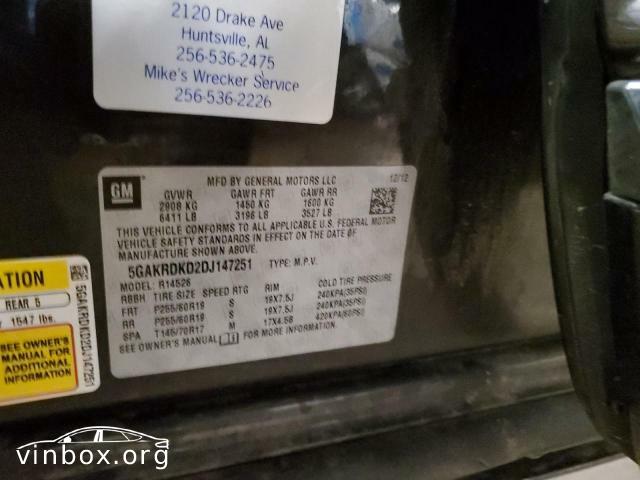 2120 Drake Ave
Huntsville, AL
256-536-2475
Mike's Wrecker Service
256-536-2226
GM
MFD BY GENERAL MOTORS LLC
12/12
GVWR GAWR FRT GAWR RR
2908 KG 1450 KG 1600 KG
6411 LB 3196 LB 3527 LB
THIS VEHICLE CONFORMS TO ALL APPLICABLE U.S. FEDERAL MOTOR
VEHICLE SAFETY STANDARDS IN EFFECT ON THE DATE OF
MANUFACTURE SHOWN ABOVE.
5GAKRDKD2DJ147251 TYPE: M.P.V.
MODEL: R14526
RBBH TIRE SIZE SPEED RTG RIM COLD TIRE PRESSURE
FRT P255/60R19 S 19X7.5J 240KPA(35PSI)
RR P255/60R19 S 19X7.5J 240KPA(35PSI)
SPA T145/70R17 M 17X4.5B 420KPA(60PSI)
SEE OWNER'S MANUAL FOR MORE INFORMATION
ATION
REAR 5
1547 lbs.
SEE OWNER'S
MANUAL FOR
ADDITIONAL
INFORMATION
5GAKRDKD2DJ147251
vinbox.org